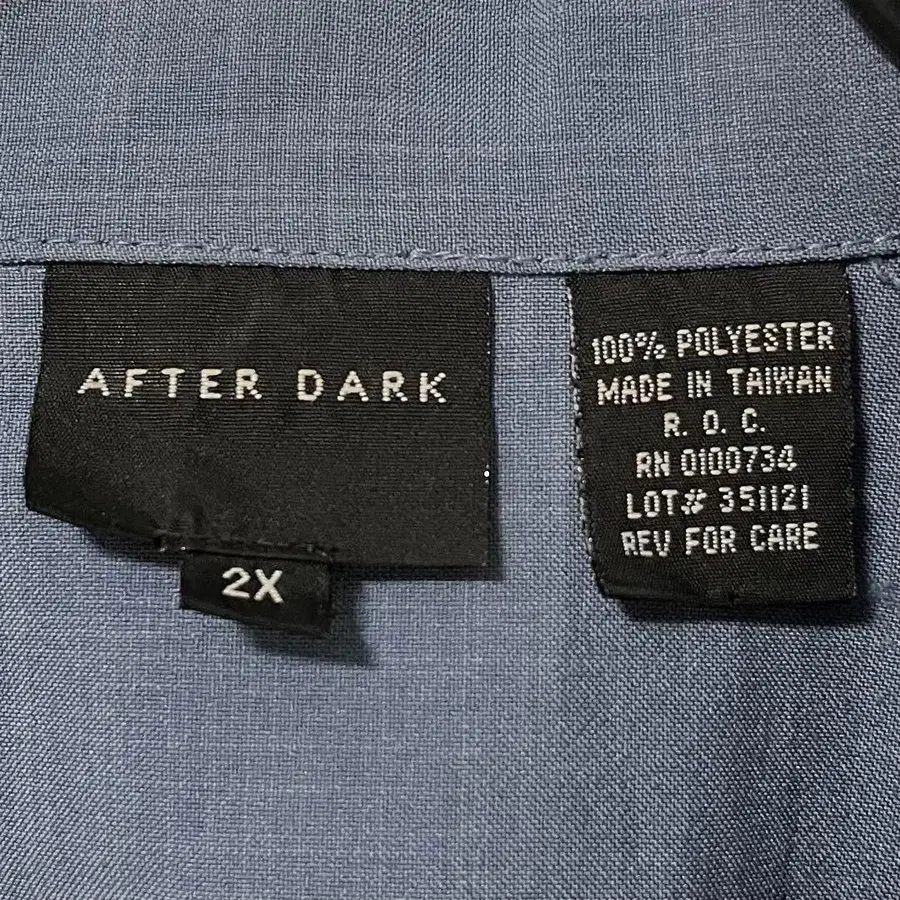 AFTER DARK
2X
100% POLYESTER
MADE IN TAIWAN
R. O. C.
RN 0100734
LOT# 351121
REV FOR CARE